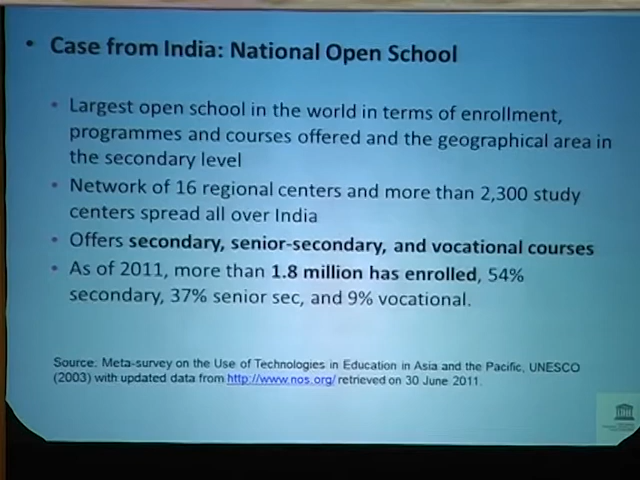 • Case from India: National Open School
• Largest open school in the world in terms of enrollment,
programmes and courses offered and the geographical area in
the secondary level
• Network of 16 regional centers and more than 2,300 study
centers spread all over India
• Offers secondary, senior-secondary, and vocational courses
• As of 2011, more than 1.8 million has enrolled, 54%
secondary, 37% senior sec, and 9% vocational.
Source: Meta-survey on the Use of Technologies in Education in Asia and the Pacific, UNESCO
(2003) with updated data from http://www.nos.org/ retrieved on 30 June 2011.